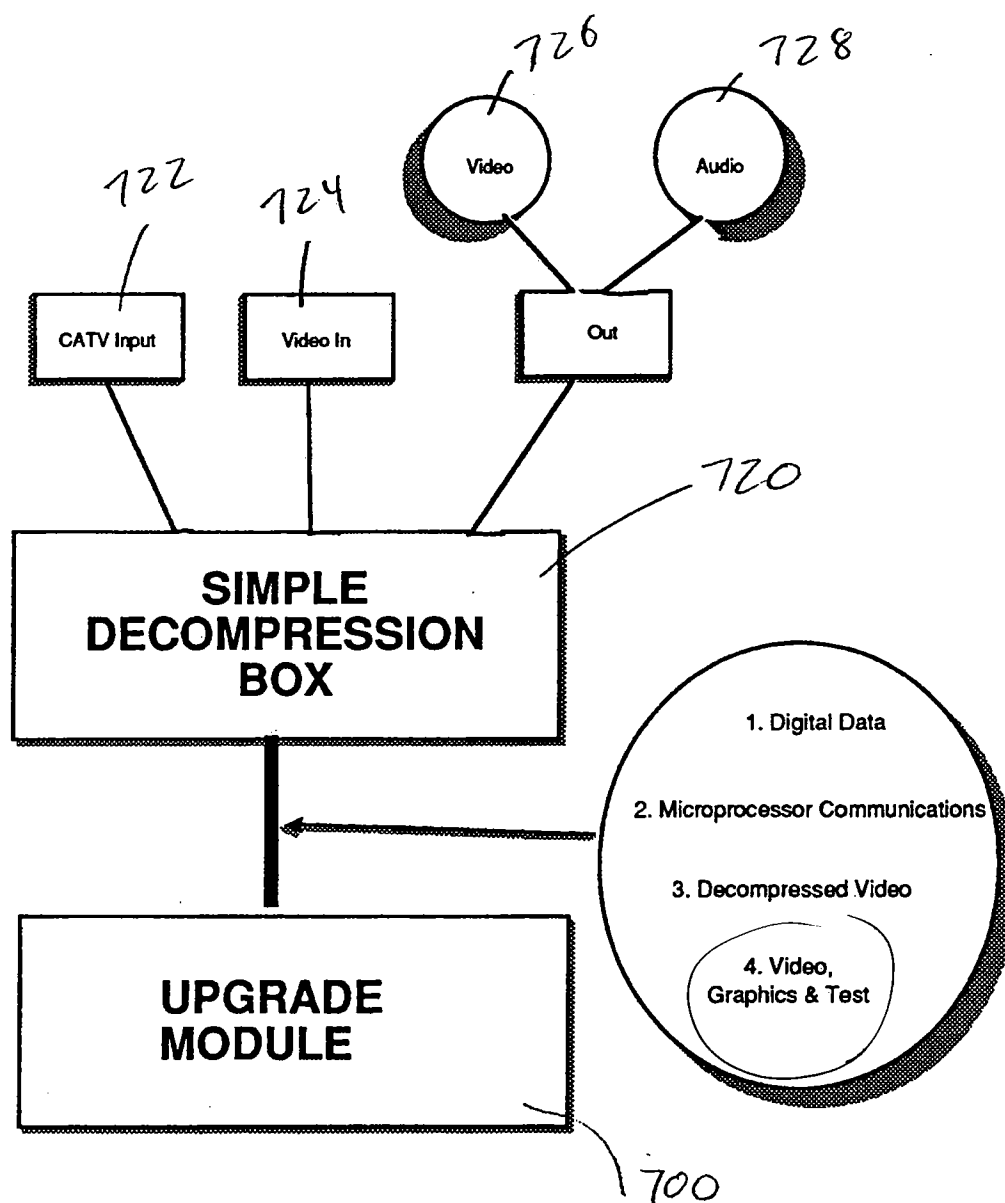 726
728
722
724
Video
Audio
CATV Input
Video In
Out
720
SIMPLE
DECOMPRESSION
BOX
1. Digital Data
2. Microprocessor Communications
3. Decompressed Video
4. Video,
Graphics & Test
UPGRADE
MODULE
700